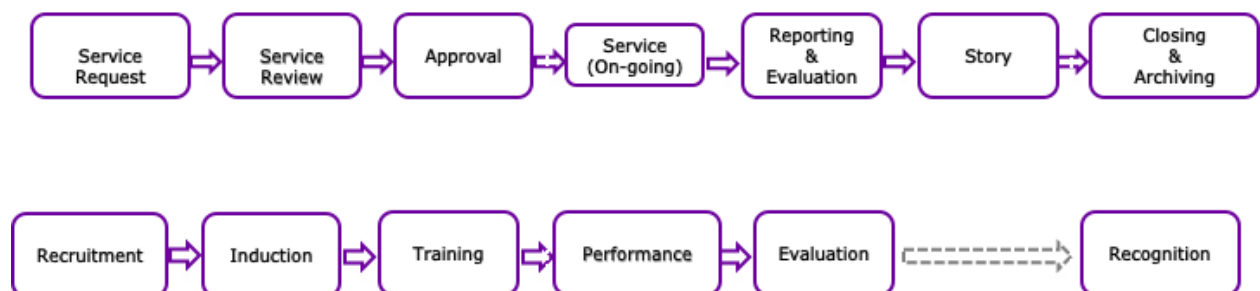 Service
Request
Service
Review
Approval
Service
(On-going)
Reporting
&
Evaluation
Story
Closing
&
Archiving
Recruitment
Induction
Training
Performance
Evaluation
Recognition